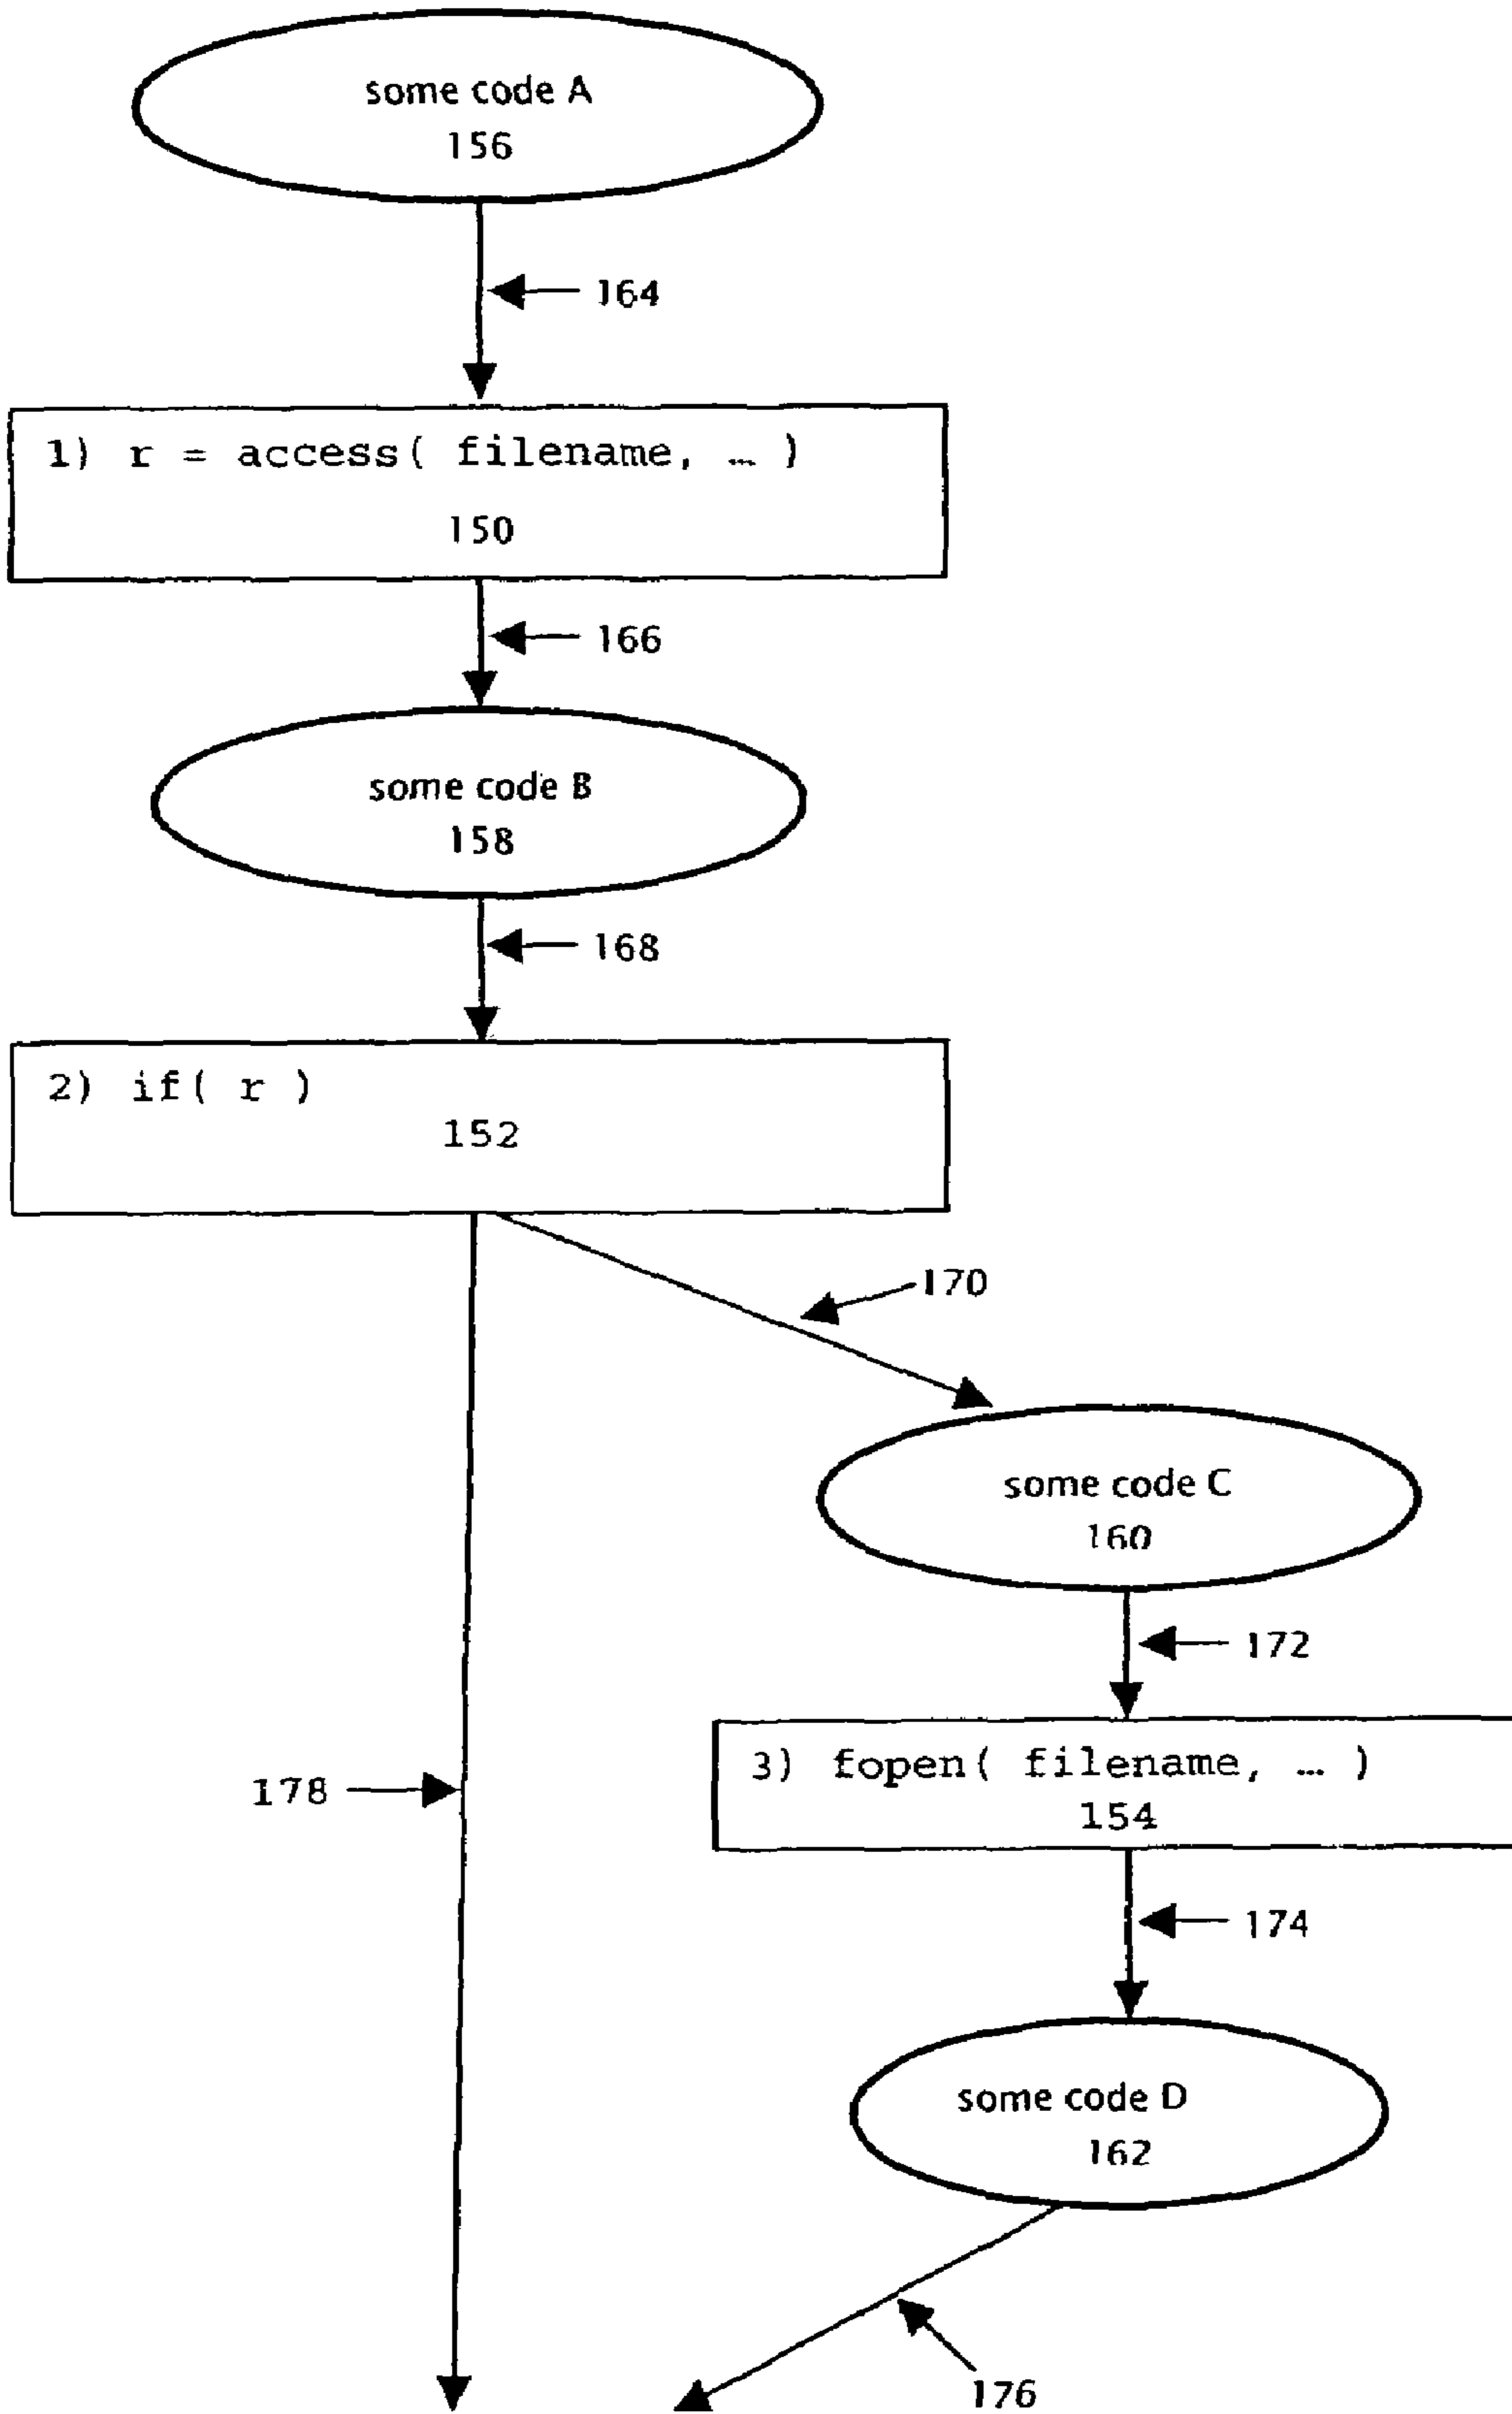 some code A
156
164
1) r = access( filename, … )
150
166
some code B
158
168
2) if( r )
152
170
some code C
160
172
3) fopen( filename, … )
178
154
174
some code D
162
176